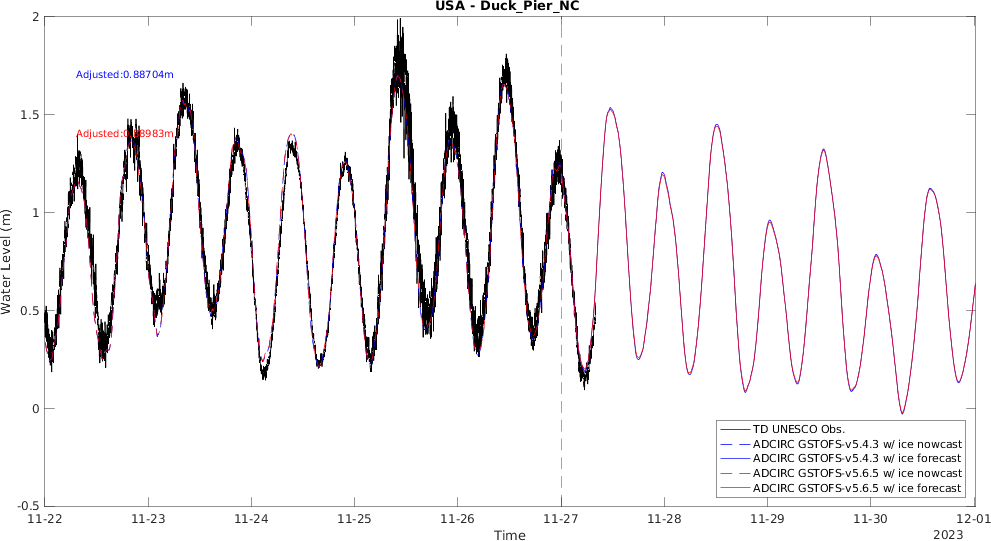 USA - Duck_Pier_NC
2
Adjusted:0.88704m
1.5
Adjusted:0.88983m
1
Water Level (m)
0.5
0
-0.5
TD UNESCO Obs.
ADCIRC GSTOFS-v5.4.3 w/ ice nowcast
ADCIRC GSTOFS-v5.4.3 w/ ice forecast
ADCIRC GSTOFS-v5.6.5 w/ ice nowcast
ADCIRC GSTOFS-v5.6.5 w/ ice forecast
11-22 11-23 11-24 11-25 11-26 11-27 11-28 11-29 11-30 12-01
Time
2023